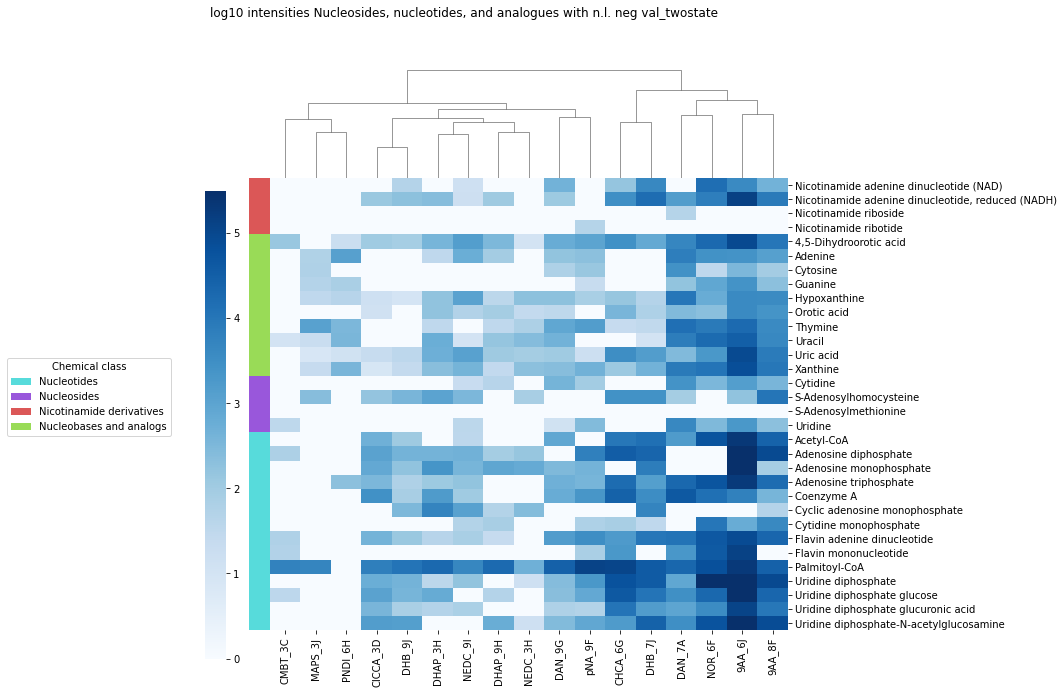 log10 intensities Nucleosides, nucleotides, and analogues with n.l. neg val_twostate
Nicotinamide adenine dinucleotide (NAD)
Nicotinamide adenine dinucleotide, reduced (NADH)
Nicotinamide riboside
Nicotinamide ribotide
4,5-Dihydroorotic acid
Adenine
Cytosine
Guanine
Hypoxanthine
Orotic acid
Thymine
Uracil
Uric acid
Xanthine
Cytidine
S-Adenosylhomocysteine
S-Adenosylmethionine
Uridine
Acetyl-CoA
Adenosine diphosphate
Adenosine monophosphate
Adenosine triphosphate
Coenzyme A
Cyclic adenosine monophosphate
Cytidine monophosphate
Flavin adenine dinucleotide
Flavin mononucleotide
Palmitoyl-CoA
Uridine diphosphate
Uridine diphosphate glucose
Uridine diphosphate glucuronic acid
Uridine diphosphate-N-acetylglucosamine
5
4
3
2
1
0
Chemical class
Nucleotides
Nucleosides
Nicotinamide derivatives
Nucleobases and analogs
CMBT_3C
MAPS_3J
PNDI_6H
ClCCA_3D
DHB_9J
DHAP_3H
NEDC_9I
DHAP_9H
NEDC_3H
DAN_9G
pNA_9F
CHCA_6G
DHB_7J
DAN_7A
NOR_6F
9AA_6J
9AA_8F